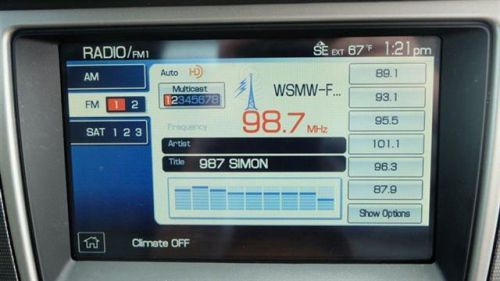 RADIO/FM1
SE EXT 67°F 1:21pm
AM
FM 1 2
SAT 1 2 3
Auto HD
Multicast
12345678
WSMW-F...
98.7 MHz
Frequency
Artist
Title 987 SIMON
89.1
93.1
95.5
101.1
96.3
87.9
Show Options
Climate OFF